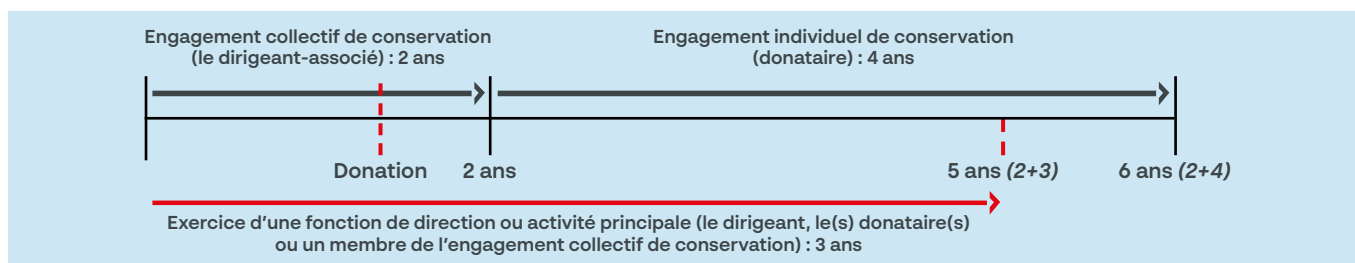 Engagement collectif de conservation
(le dirigeant-associé) : 2 ans
Engagement individuel de conservation
(donataire) : 4 ans
Donation
2 ans
5 ans (2+3)
6 ans (2+4)
Exercice d’une fonction de direction ou activité principale (le dirigeant, le(s) donataire(s)
ou un membre de l’engagement collectif de conservation) : 3 ans